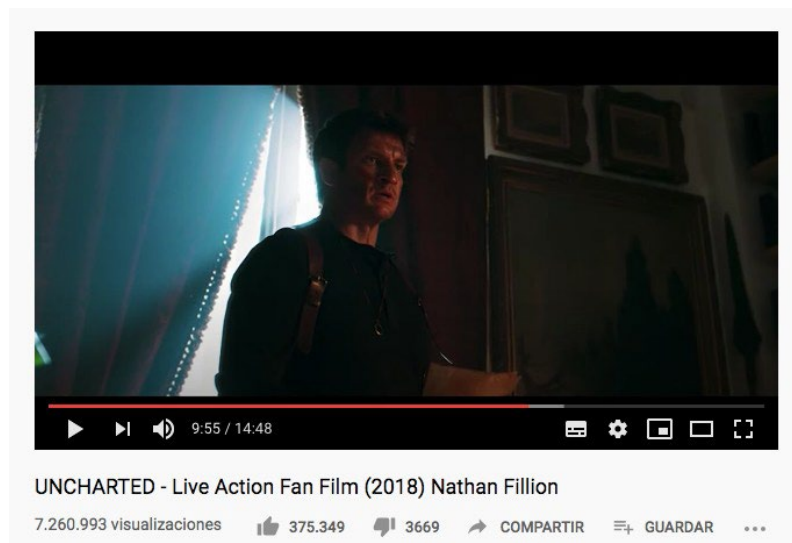 9:55 / 14:48
UNCHARTED - Live Action Fan Film (2018) Nathan Fillion
7.260.993 visualizaciones 375.349 3669 COMPARTIR GUARDAR